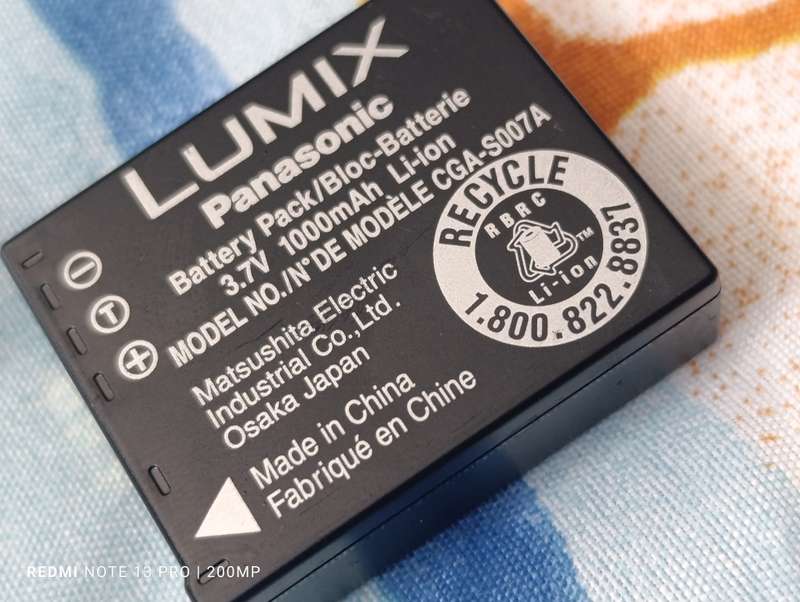 LUMIX
Panasonic
Battery Pack/Bloc-Batterie
3.7V 1000mAh Li-ion
MODEL NO./N°DE MODÈLE CGA-S007A
− T +
Matsushita Electric
Industrial Co.,Ltd.
Osaka Japan
Made in China
Fabriqué en Chine
RECYCLE
RBRC
TM
Li-ion
1.800.822.8837
REDMI NOTE 13 PRO | 200MP